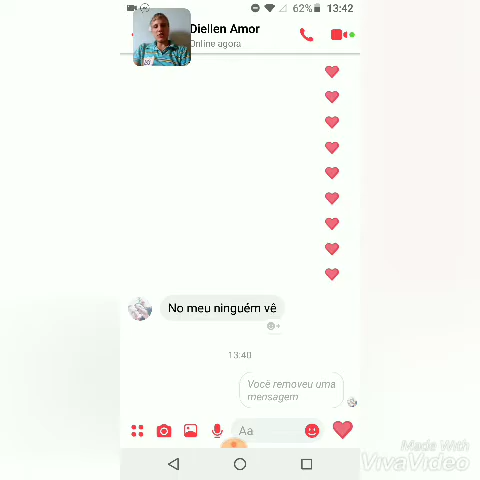 62% 13:42
Diellen Amor
Online agora
No meu ninguém vê
13:40
Você removeu uma
mensagem
Aa
Made With
VivaVideo